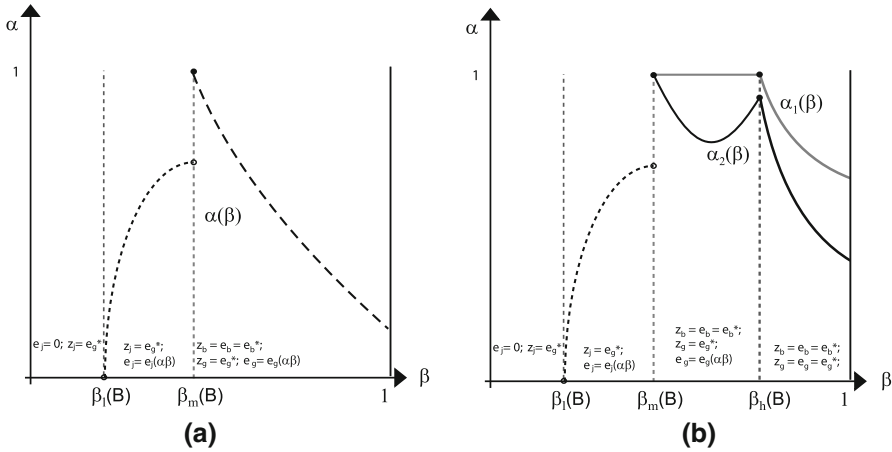 α
1
α(β)
e_j = 0; z_j = e_g*
z_j = e_g*;
e_j = e_j(αβ)
z_b = e_b = e_b*;
z_g = e_g*; e_g = e_g(αβ)
β_l(B)
β_m(B)
1
β
(a)
α
1
α_1(β)
α_2(β)
e_j = 0; z_j = e_g*
z_j = e_g*;
e_j = e_j(αβ)
z_b = e_b = e_b*;
z_g = e_g*;
e_g = e_g(αβ)
z_b = e_b = e_b*;
z_g = e_g = e_g*;
β_l(B)
β_m(B)
β_h(B)
1
β
(b)